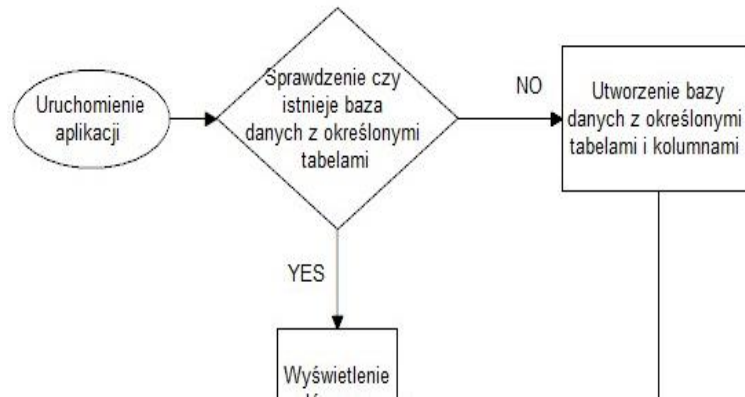 Uruchomienie
aplikacji
Sprawdzenie czy
istnieje baza
danych z określonymi
tabelami
NO
Utworzenie bazy
danych z określonymi
tabelami i kolumnami
YES
Wyświetlenie